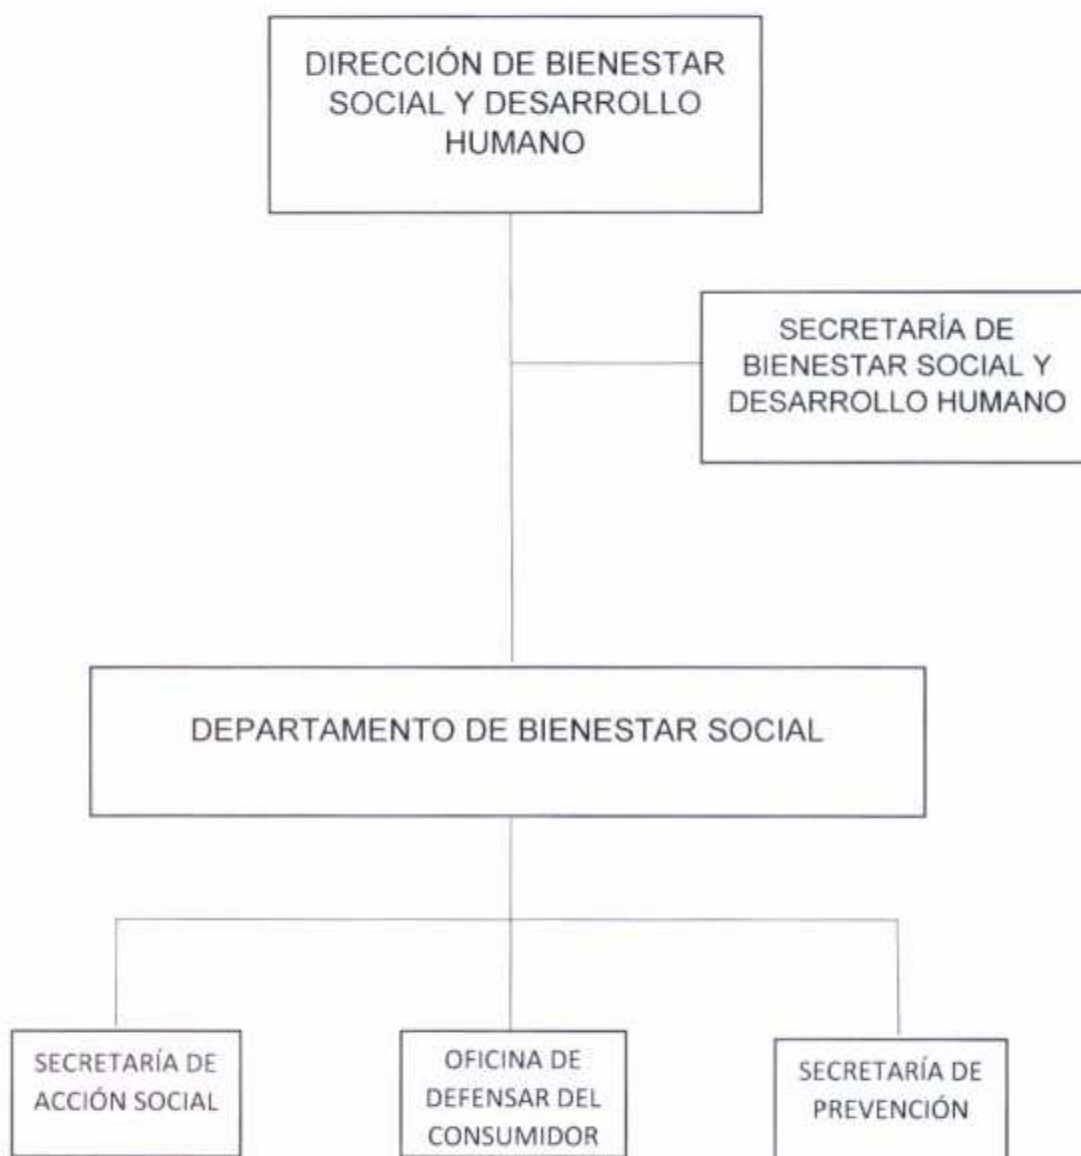 DIRECCIÓN DE BIENESTAR
SOCIAL Y DESARROLLO
HUMANO
SECRETARÍA DE
BIENESTAR SOCIAL Y
DESARROLLO HUMANO
DEPARTAMENTO DE BIENESTAR SOCIAL
SECRETARÍA DE
ACCIÓN SOCIAL
OFICINA DE
DEFENSAR DEL
CONSUMIDOR
SECRETARÍA DE
PREVENCIÓN